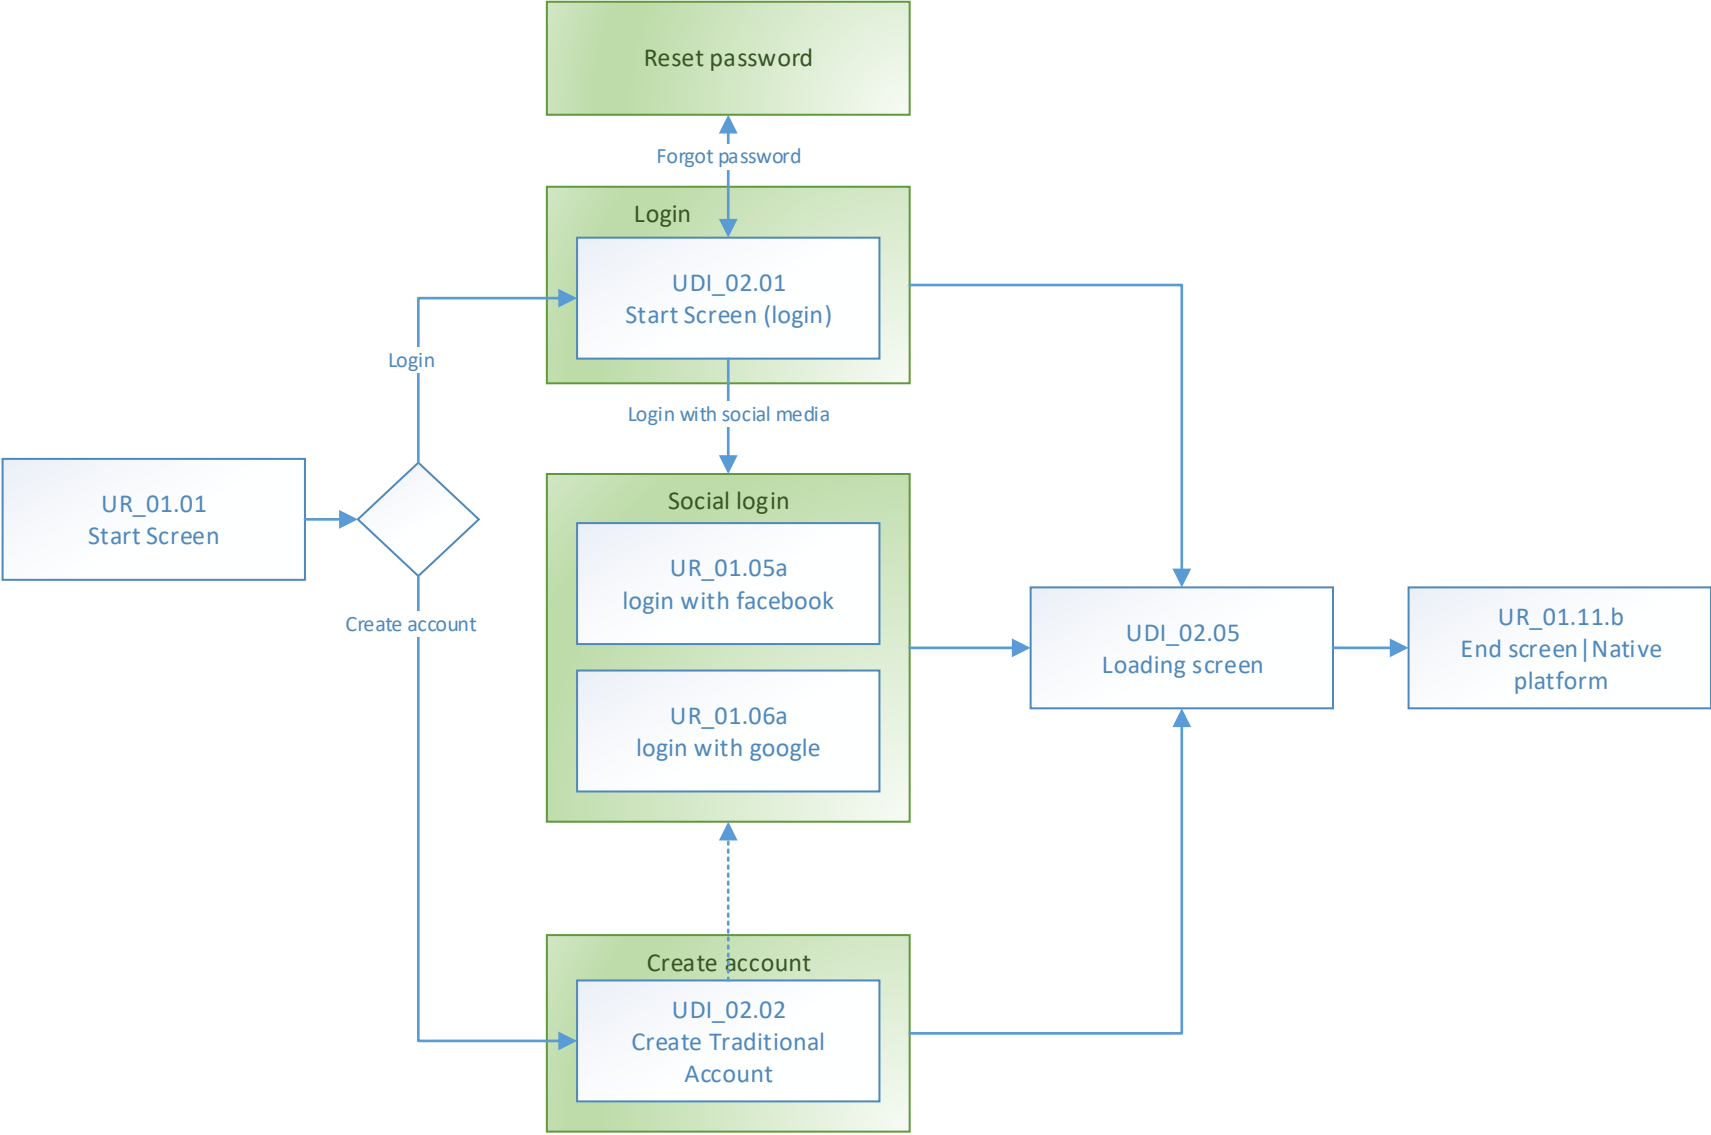 Reset password
Forgot password
Login
UDI_02.01
Start Screen (login)
Login
Login with social media
UR_01.01
Start Screen
Social login
UR_01.05a
login with facebook
Create account
UR_01.06a
login with google
UDI_02.05
Loading screen
UR_01.11.b
End screen|Native
platform
Create account
UDI_02.02
Create Traditional
Account